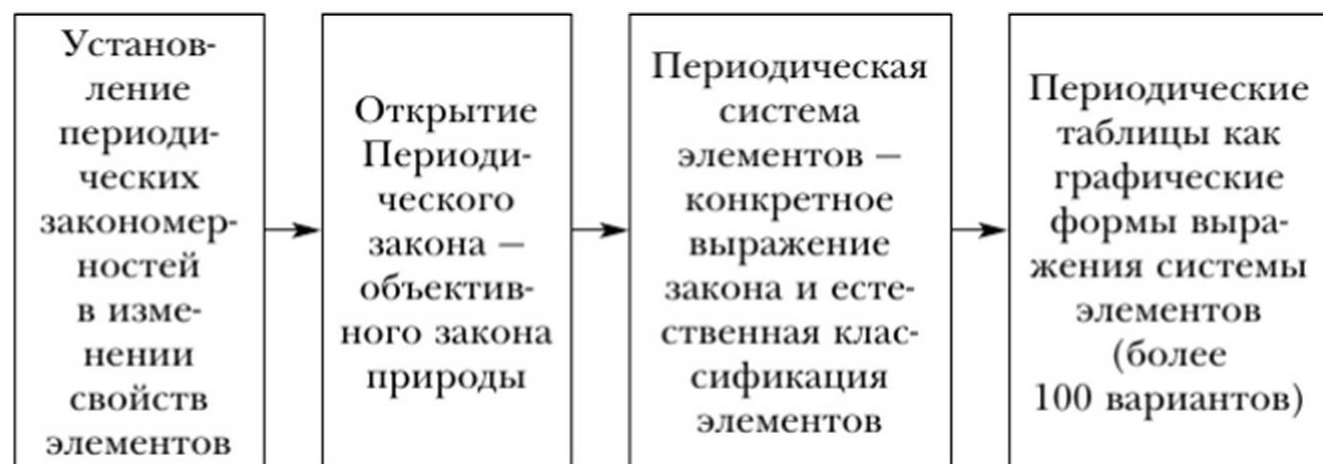 Установ-
ление
периоди-
ческих
закономер-
ностей
в изме-
нении
свойств
элементов
Открытие
Периоди-
ческого
закона —
объектив-
ного закона
природы
Периодическая
система
элементов —
конкретное
выражение
закона и есте-
ственная клас-
сификация
элементов
Периодические
таблицы как
графические
формы выра-
жения системы
элементов
(более
100 вариантов)